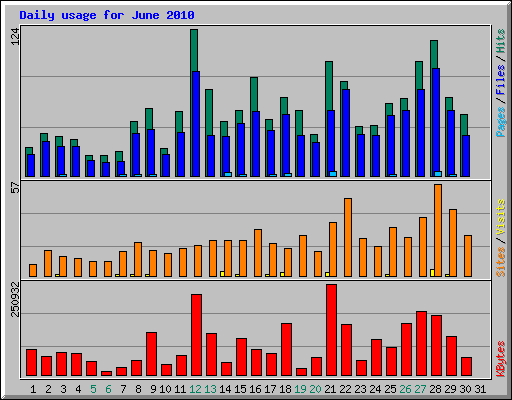 Daily usage for June 2010
124
57
250932
Pages / Files / Hits
Sites / Visits
KBytes
1 2 3 4 5 6 7 8 9 10 11 12 13 14 15 16 17 18 19 20 21 22 23 24 25 26 27 28 29 30 31